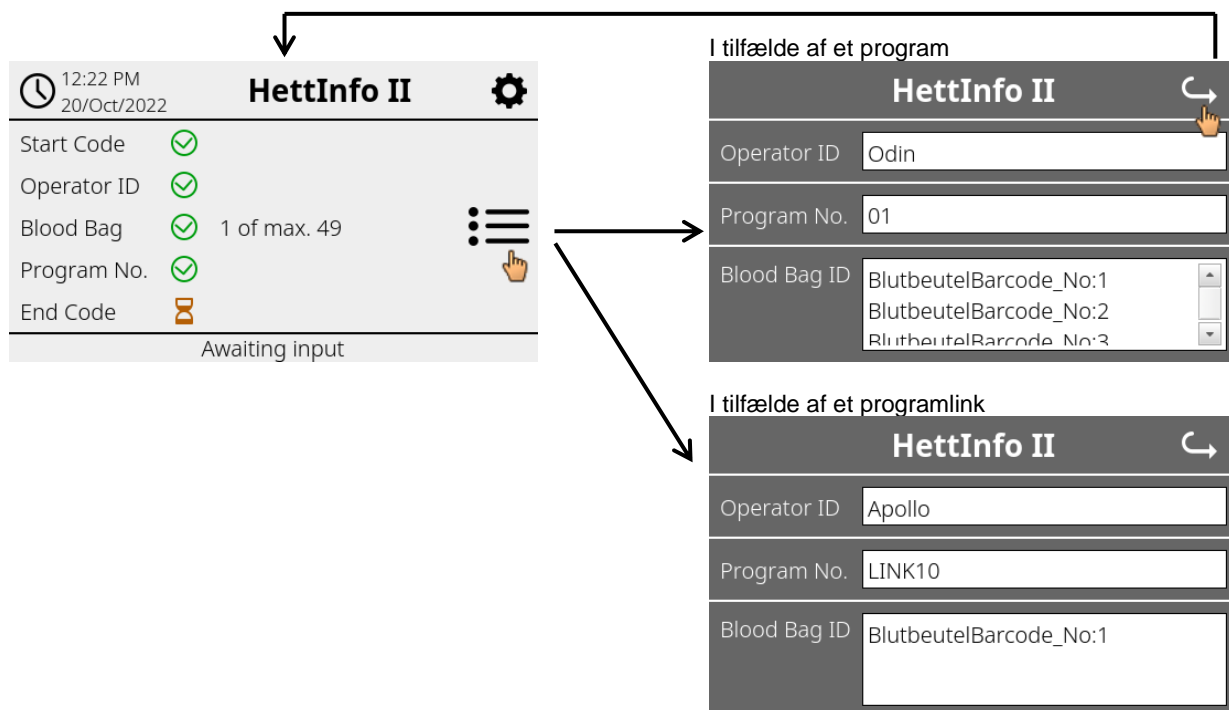 12:22 PM
20/Oct/2022
HettInfo II
Start Code
Operator ID
Blood Bag 1 of max. 49
Program No.
End Code
Awaiting input
I tilfælde af et program
HettInfo II
Operator ID Odin
Program No. 01
Blood Bag ID BlutbeutelBarcode_No:1
BlutbeutelBarcode_No:2
BlutbeutelBarcode_No:3
I tilfælde af et programlink
HettInfo II
Operator ID Apollo
Program No. LINK10
Blood Bag ID BlutbeutelBarcode_No:1